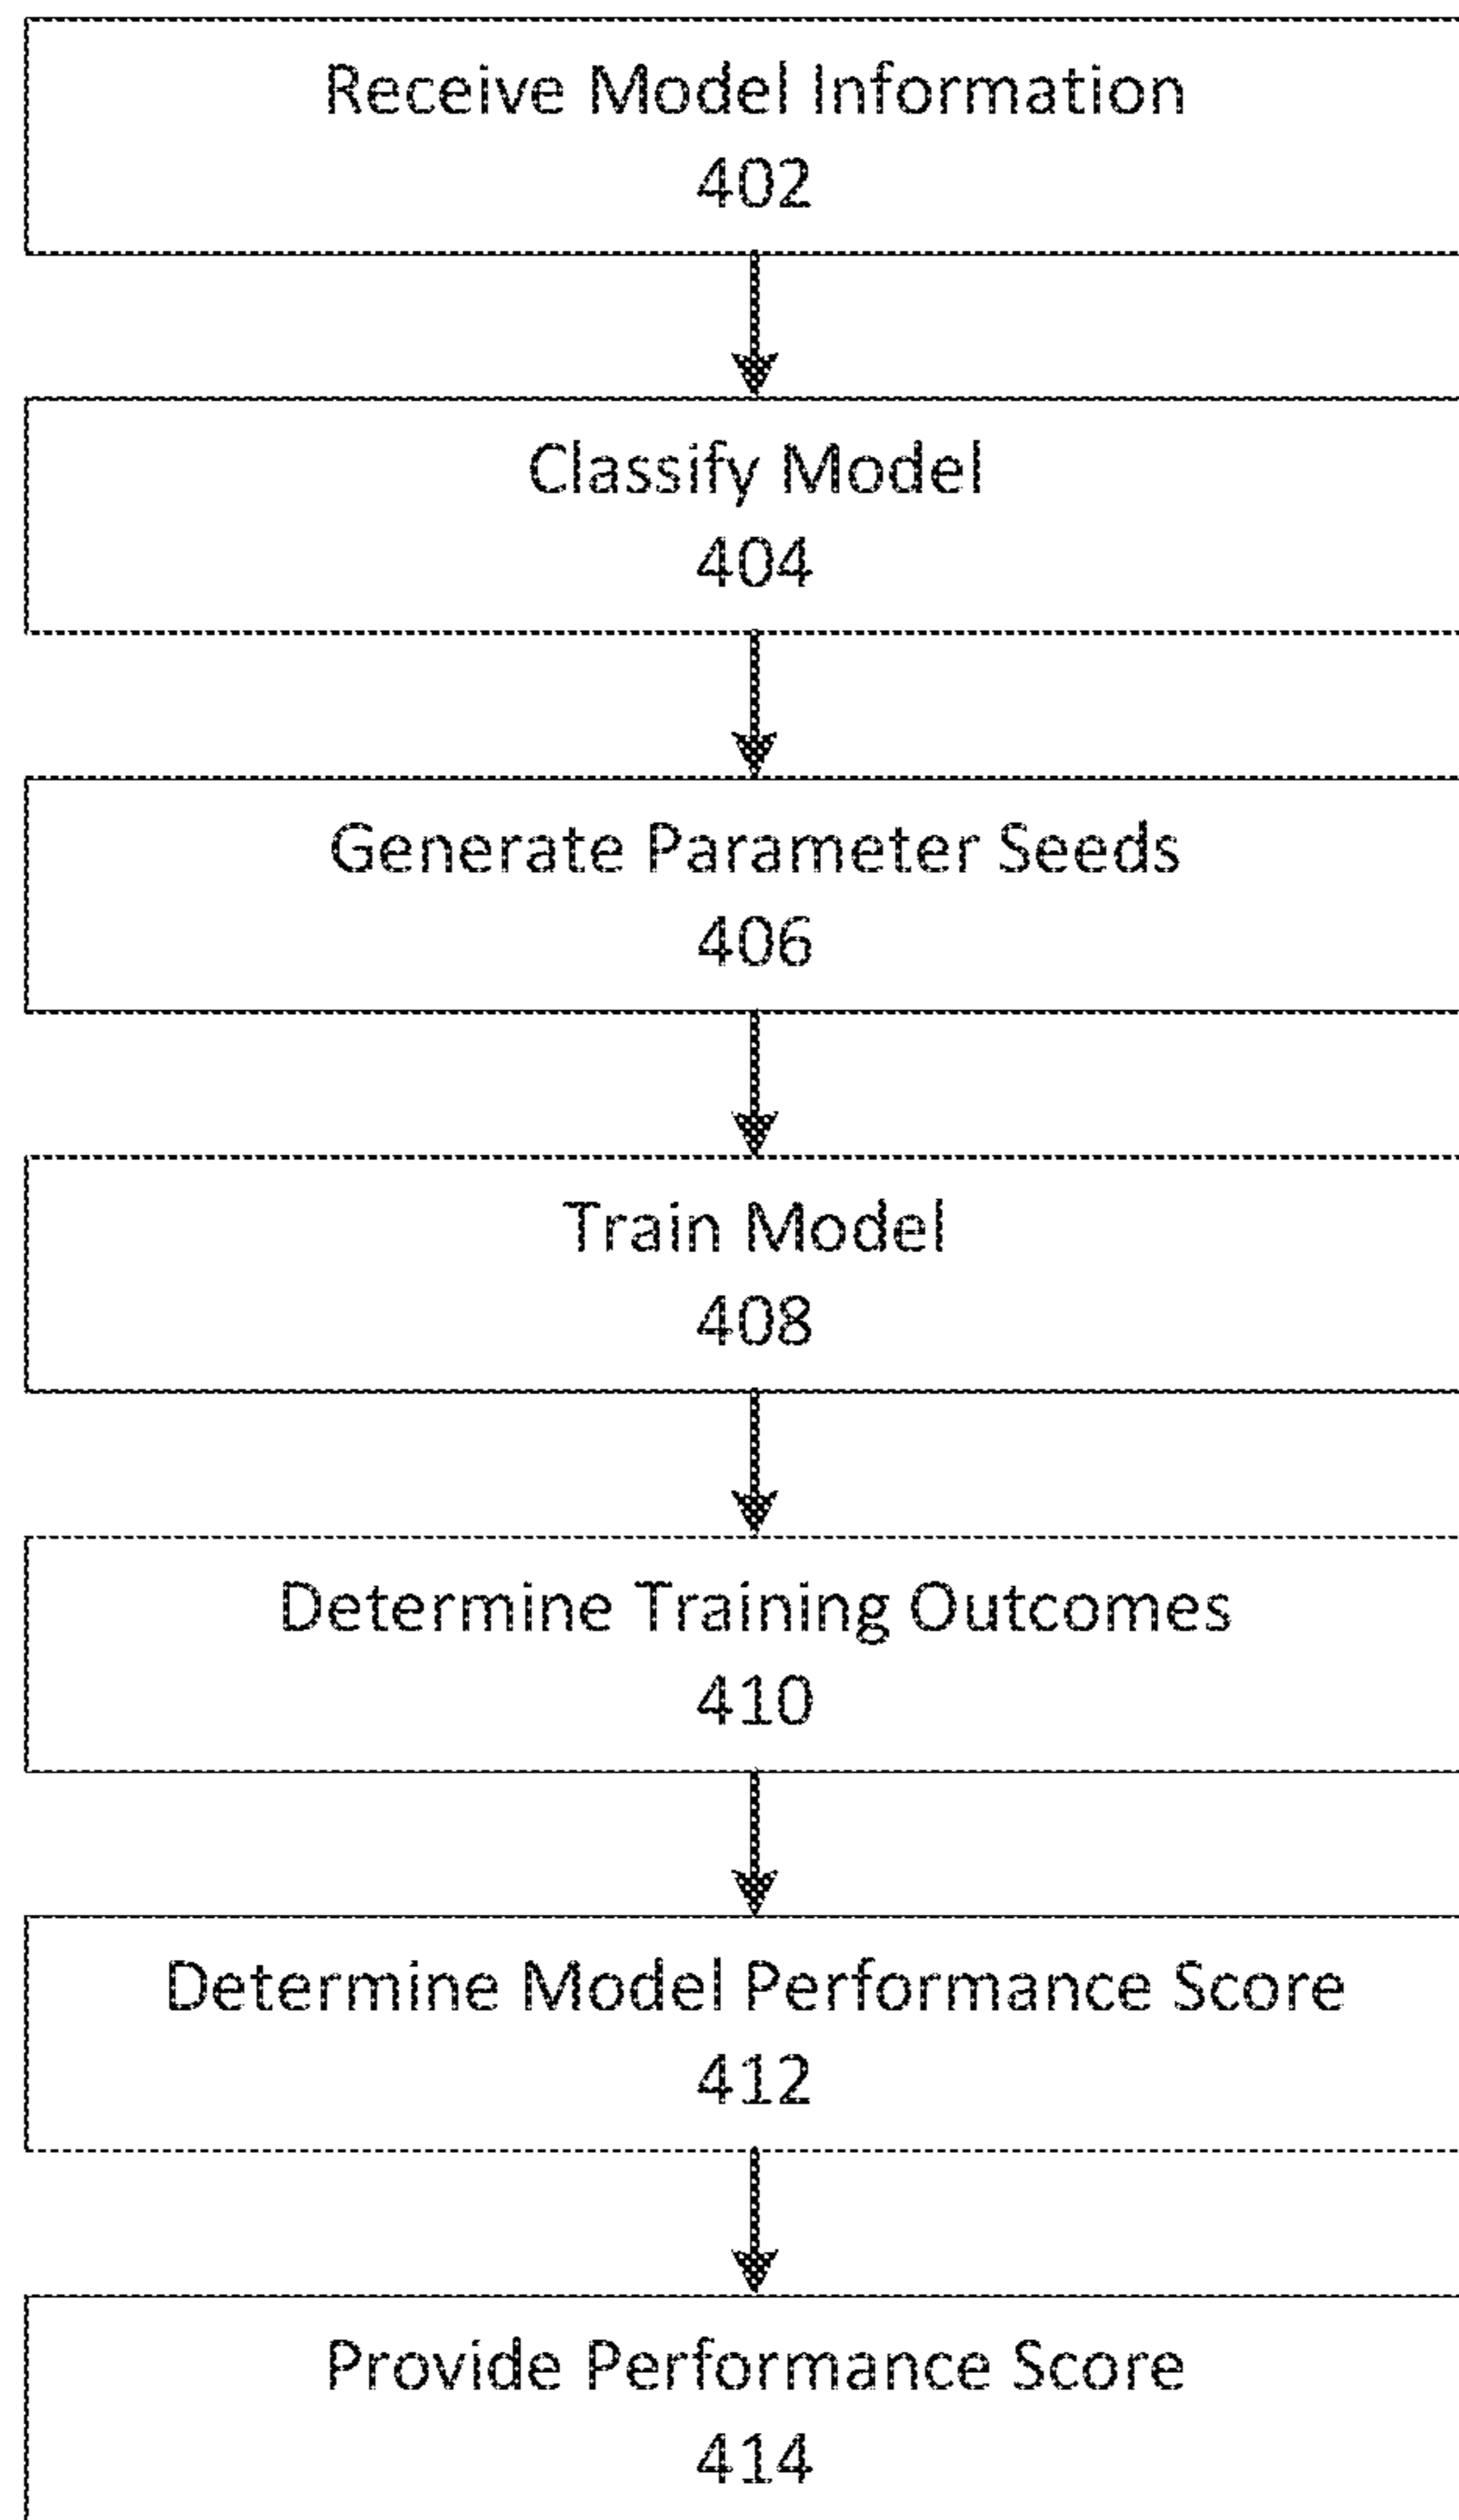 Receive Model Information
402
Classify Model
404
Generate Parameter Seeds
406
Train Model
408
Determine Training Outcomes
410
Determine Model Performance Score
412
Provide Performance Score
414